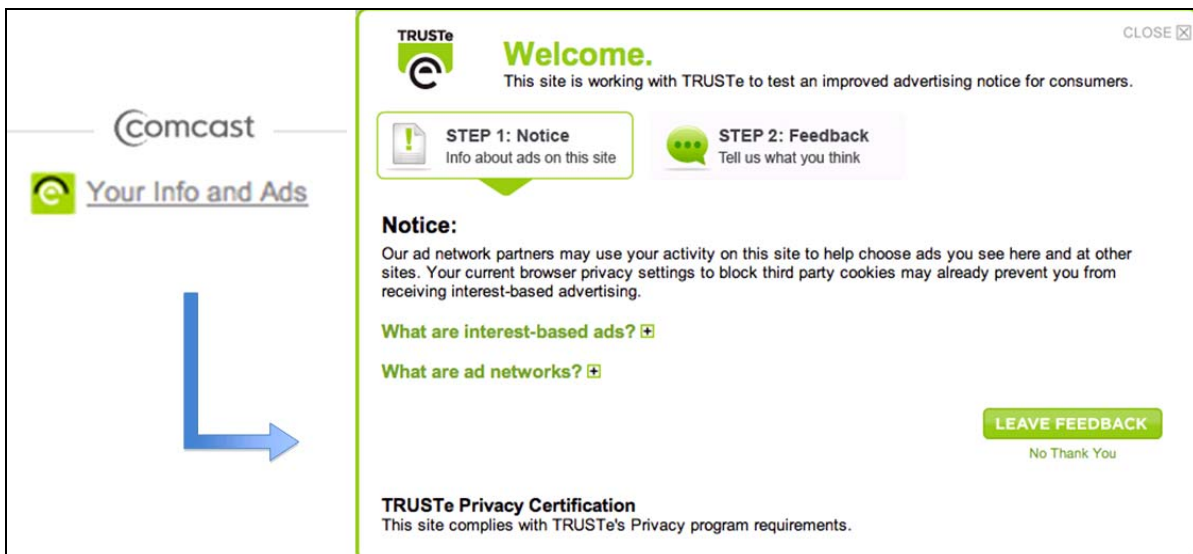 comcast
Your Info and Ads
TRUSTe
e
CLOSE
Welcome.
This site is working with TRUSTe to test an improved advertising notice for consumers.
STEP 1: Notice
Info about ads on this site
STEP 2: Feedback
Tell us what you think
Notice:
Our ad network partners may use your activity on this site to help choose ads you see here and at other
sites. Your current browser privacy settings to block third party cookies may already prevent you from
receiving interest-based advertising.
What are interest-based ads?
What are ad networks?
LEAVE FEEDBACK
No Thank You
TRUSTe Privacy Certification
This site complies with TRUSTe's Privacy program requirements.